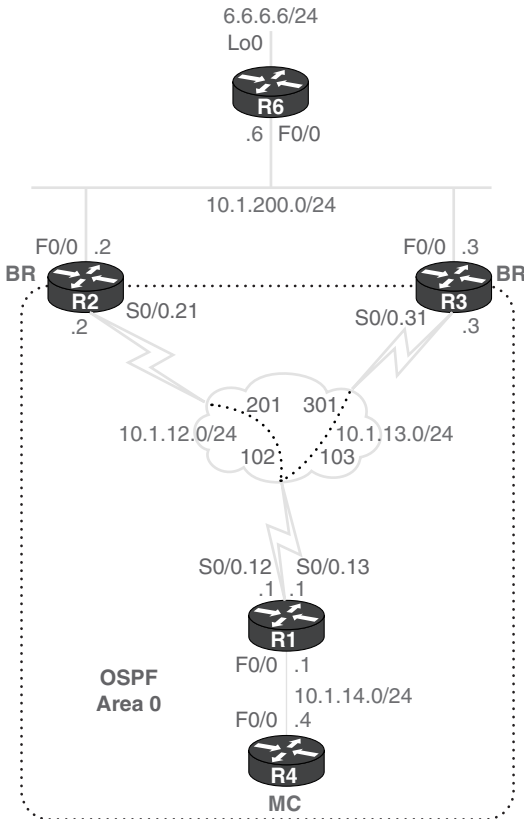 6.6.6.6/24
Lo0
R6
.6 F0/0
10.1.200.0/24
F0/0 .2
F0/0 .3
BR
R2
R3
BR
.2
S0/0.21
S0/0.31
.3
201 301
10.1.12.0/24
10.1.13.0/24
102 103
S0/0.12 S0/0.13
.1 .1
R1
F0/0 .1
OSPF
Area 0
10.1.14.0/24
F0/0 .4
R4
MC